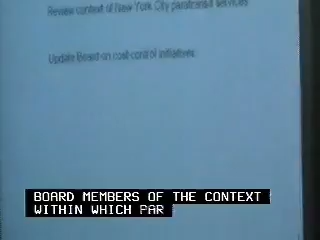 Review context of New York City paratransit services
Update Board on cost-control initiatives
BOARD MEMBERS OF THE CONTEXT
WITHIN WHICH PAR